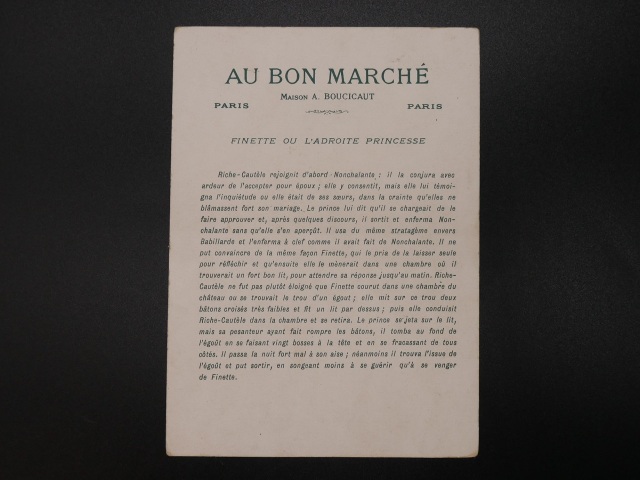 AU BON MARCHÉ
MAISON A. BOUCICAUT
PARIS PARIS
FINETTE OU L'ADROITE PRINCESSE
Riche-Cautèle rejoignit d'abord Nonchalante ; il la conjura avec
ardeur de l'accepter pour époux ; elle y consentit, mais elle lui témoi-
gna l'inquiétude ou elle était de ses sœurs, dans la crainte qu'elles ne
blâmassent fort son mariage. Le prince lui dit qu'il se chargeait de le
faire approuver et, après quelques discours, il sortit et enferma Non-
chalante sans qu'elle s'en aperçût. Il usa du même stratagème envers
Babillarde et l'enferma à clef comme il avait fait de Nonchalante. Il ne
put convaincre de la même façon Finette, qui le pria de la laisser seule
pour réfléchir et qu'ensuite elle le mènerait dans une chambre où il
trouverait un fort bon lit, pour attendre sa réponse jusqu'au matin. Riche-
Cautèle ne fut pas plutôt éloigné que Finette courut dans une chambre du
château ou se trouvait le trou d'un égout ; elle mit sur ce trou deux
bâtons croisés très faibles et fit un lit par dessus ; puis elle conduisit
Riche-Cautèle dans la chambre et se retira. Le prince se jeta sur le lit,
mais sa pesanteur ayant fait rompre les bâtons, il tomba au fond de
l'égoût en se faisant vingt bosses à la tête et en se fracassant de tous
côtés. Il passa la nuit fort mal à son aise ; néanmoins il trouva l'issue de
l'égoût et put sortir, en songeant moins à se guérir qu'à se venger
de Finette.